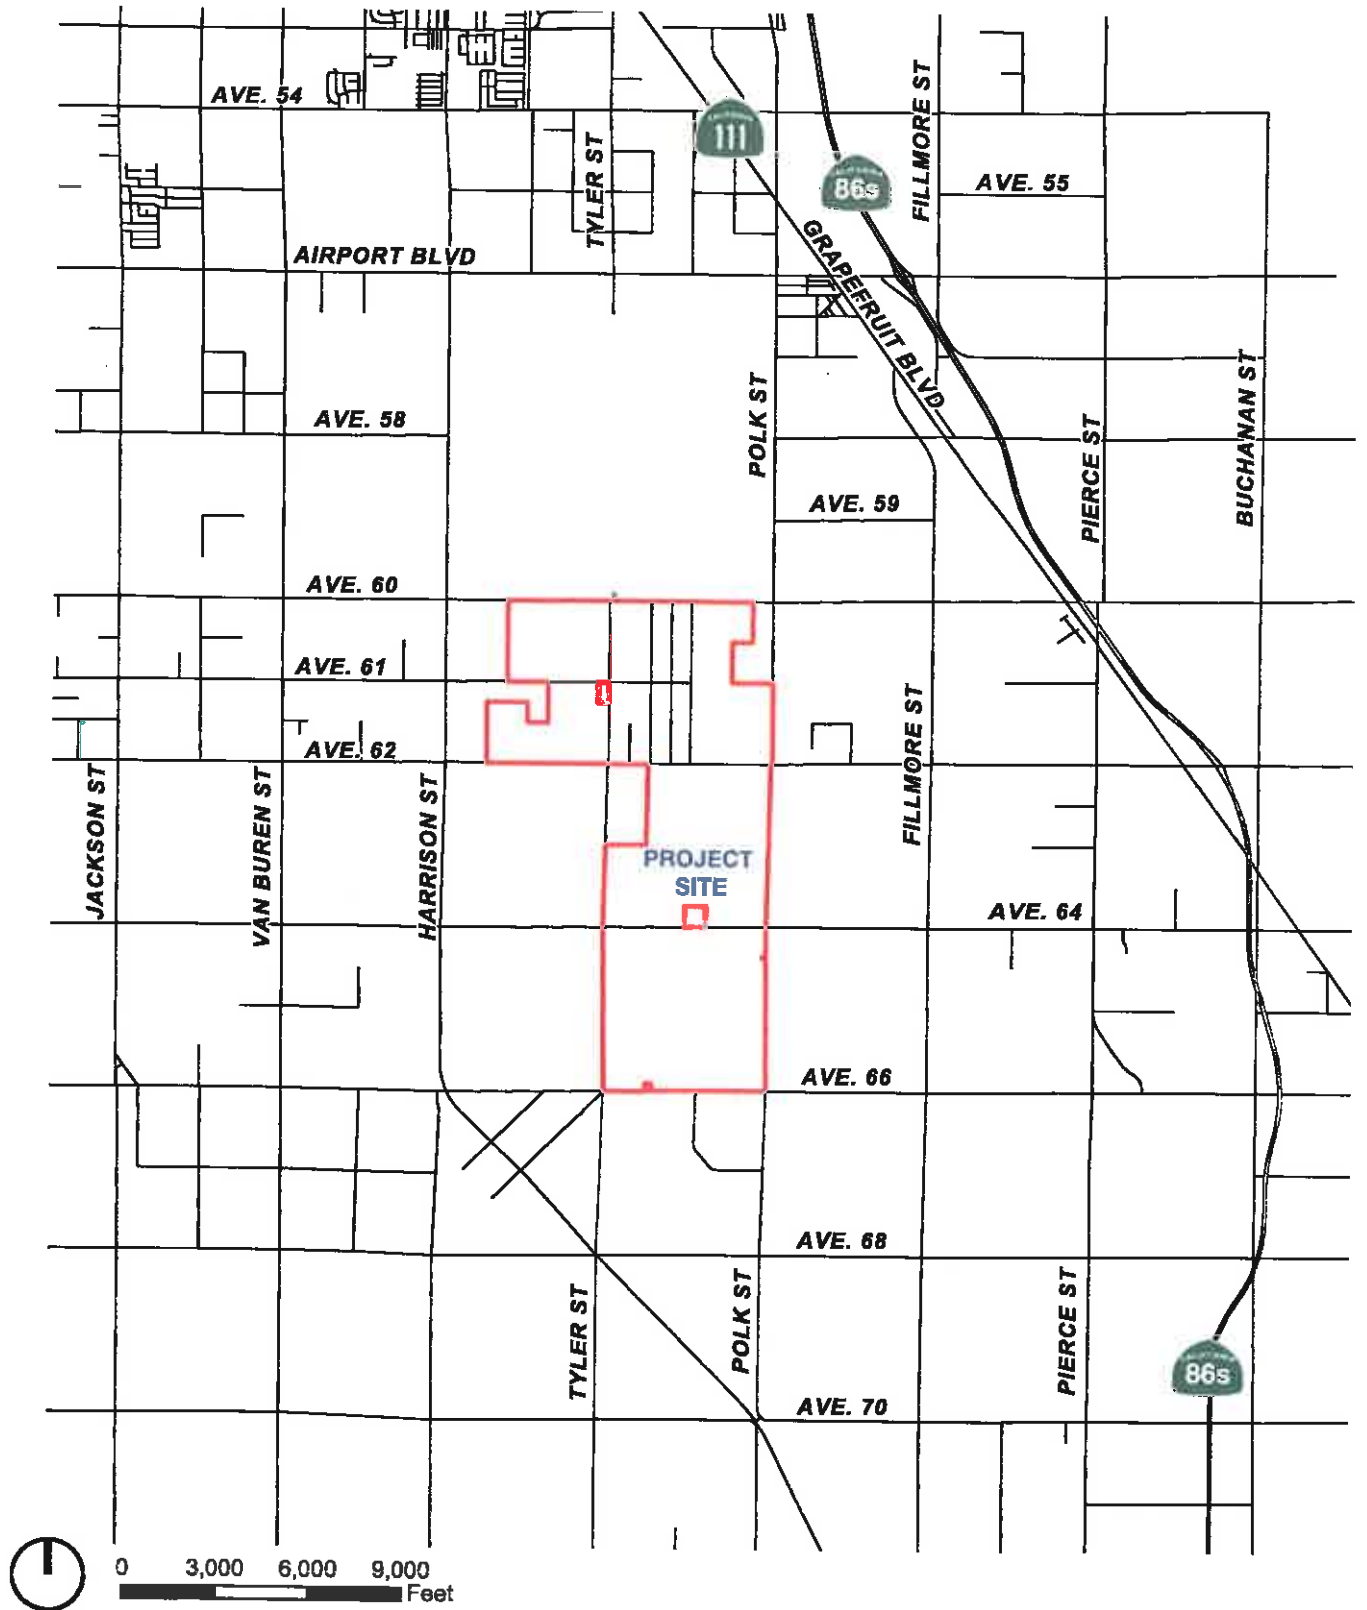 AVE. 54
TYLER ST
111
86s
FILLMORE ST
AVE. 55
AIRPORT BLVD
GRAPEFRUIT BLVD
AVE. 58
POLK ST
PIERCE ST
BUCHANAN ST
AVE. 59
AVE. 60
AVE. 61
AVE. 62
JACKSON ST
VAN BUREN ST
HARRISON ST
FILLMORE ST
PROJECT
SITE
AVE. 64
AVE. 66
AVE. 68
TYLER ST
POLK ST
PIERCE ST
86s
AVE. 70
0 3,000 6,000 9,000
Feet